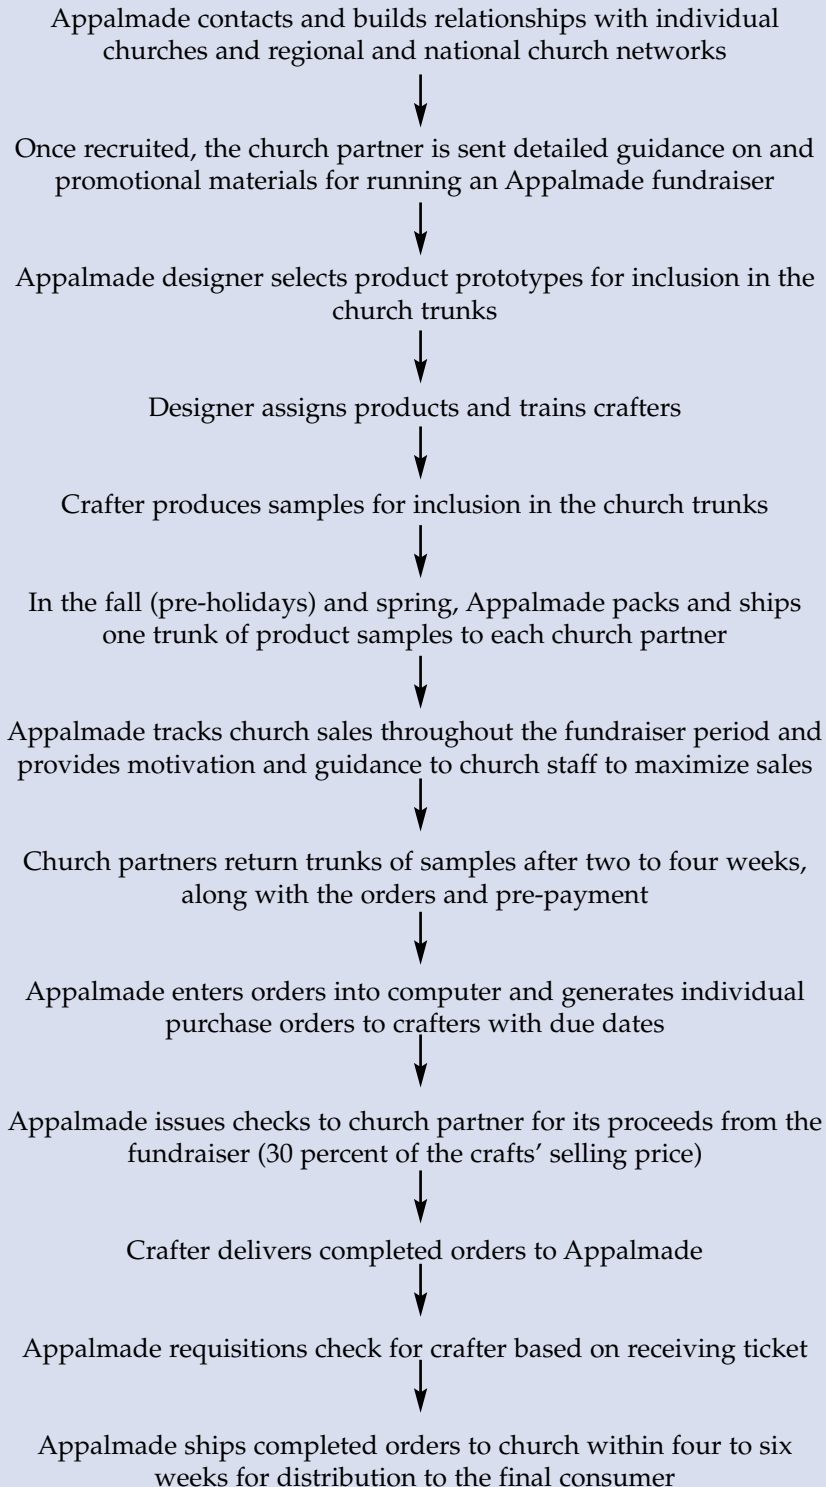 Appalmade contacts and builds relationships with individual
churches and regional and national church networks
Once recruited, the church partner is sent detailed guidance on and
promotional materials for running an Appalmade fundraiser
Appalmade designer selects product prototypes for inclusion in the
church trunks
Designer assigns products and trains crafters
Crafter produces samples for inclusion in the church trunks
In the fall (pre-holidays) and spring, Appalmade packs and ships
one trunk of product samples to each church partner
Appalmade tracks church sales throughout the fundraiser period and
provides motivation and guidance to church staff to maximize sales
Church partners return trunks of samples after two to four weeks,
along with the orders and pre-payment
Appalmade enters orders into computer and generates individual
purchase orders to crafters with due dates
Appalmade issues checks to church partner for its proceeds from the
fundraiser (30 percent of the crafts’ selling price)
Crafter delivers completed orders to Appalmade
Appalmade requisitions check for crafter based on receiving ticket
Appalmade ships completed orders to church within four to six
weeks for distribution to the final consumer